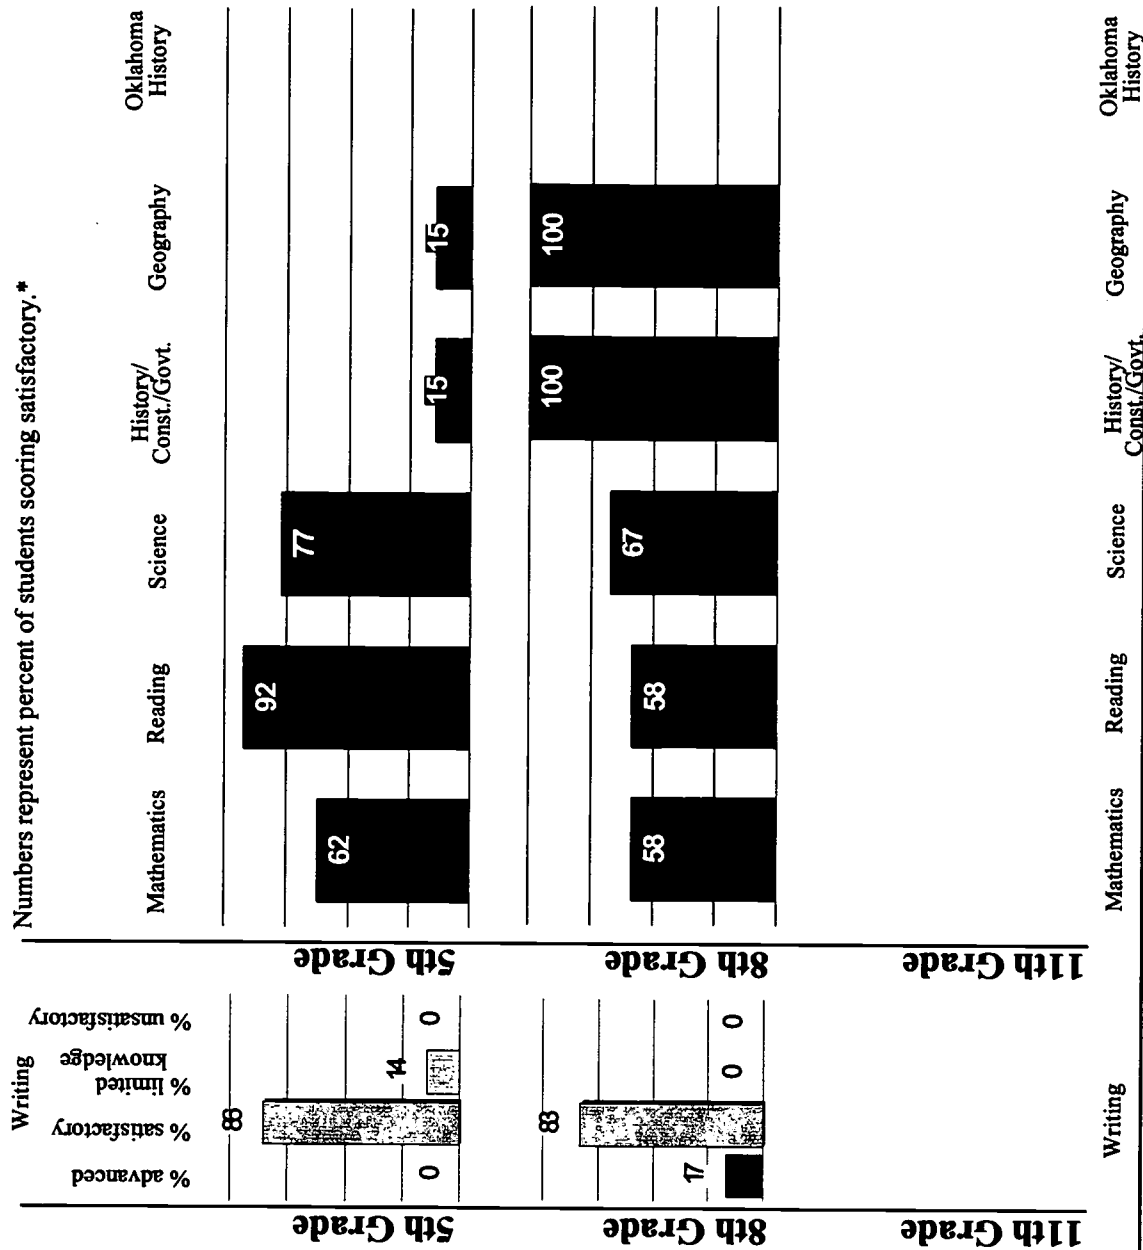 Numbers represent percent of students scoring satisfactory.*
Writing
% advanced
% satisfactory
% limited
knowledge
% unsatisfactory
Mathematics
Reading
Science
History/
Const./Govt.
Geography
Oklahoma
History
5th Grade
0
14
0
5th Grade
62
92
77
15
15
8th Grade
17
83
0
0
8th Grade
58
58
67
100
100
11th Grade
11th Grade
Writing
Mathematics
Reading
Science
History/
Const./Govt.
Geography
Oklahoma
History